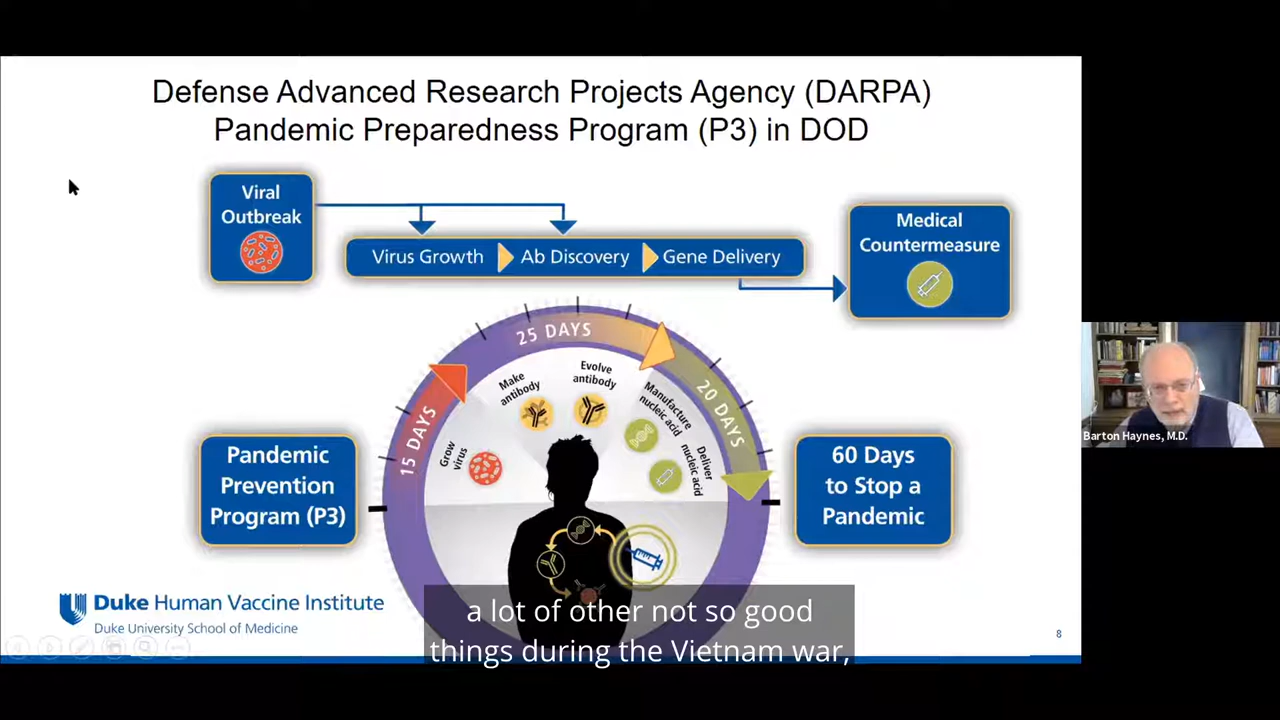 Defense Advanced Research Projects Agency (DARPA)
Pandemic Preparedness Program (P3) in DOD
Viral
Outbreak
Virus Growth
Ab Discovery
Gene Delivery
Medical
Countermeasure
15 DAYS
25 DAYS
20 DAYS
Grow
virus
Make
antibody
Evolve
antibody
Manufacture
nucleic acid
Deliver
nucleic acid
Pandemic
Prevention
Program (P3)
60 Days
to Stop a
Pandemic
Barton Haynes, M.D.
Duke Human Vaccine Institute
Duke University School of Medicine
8
a lot of other not so good
things during the Vietnam war,